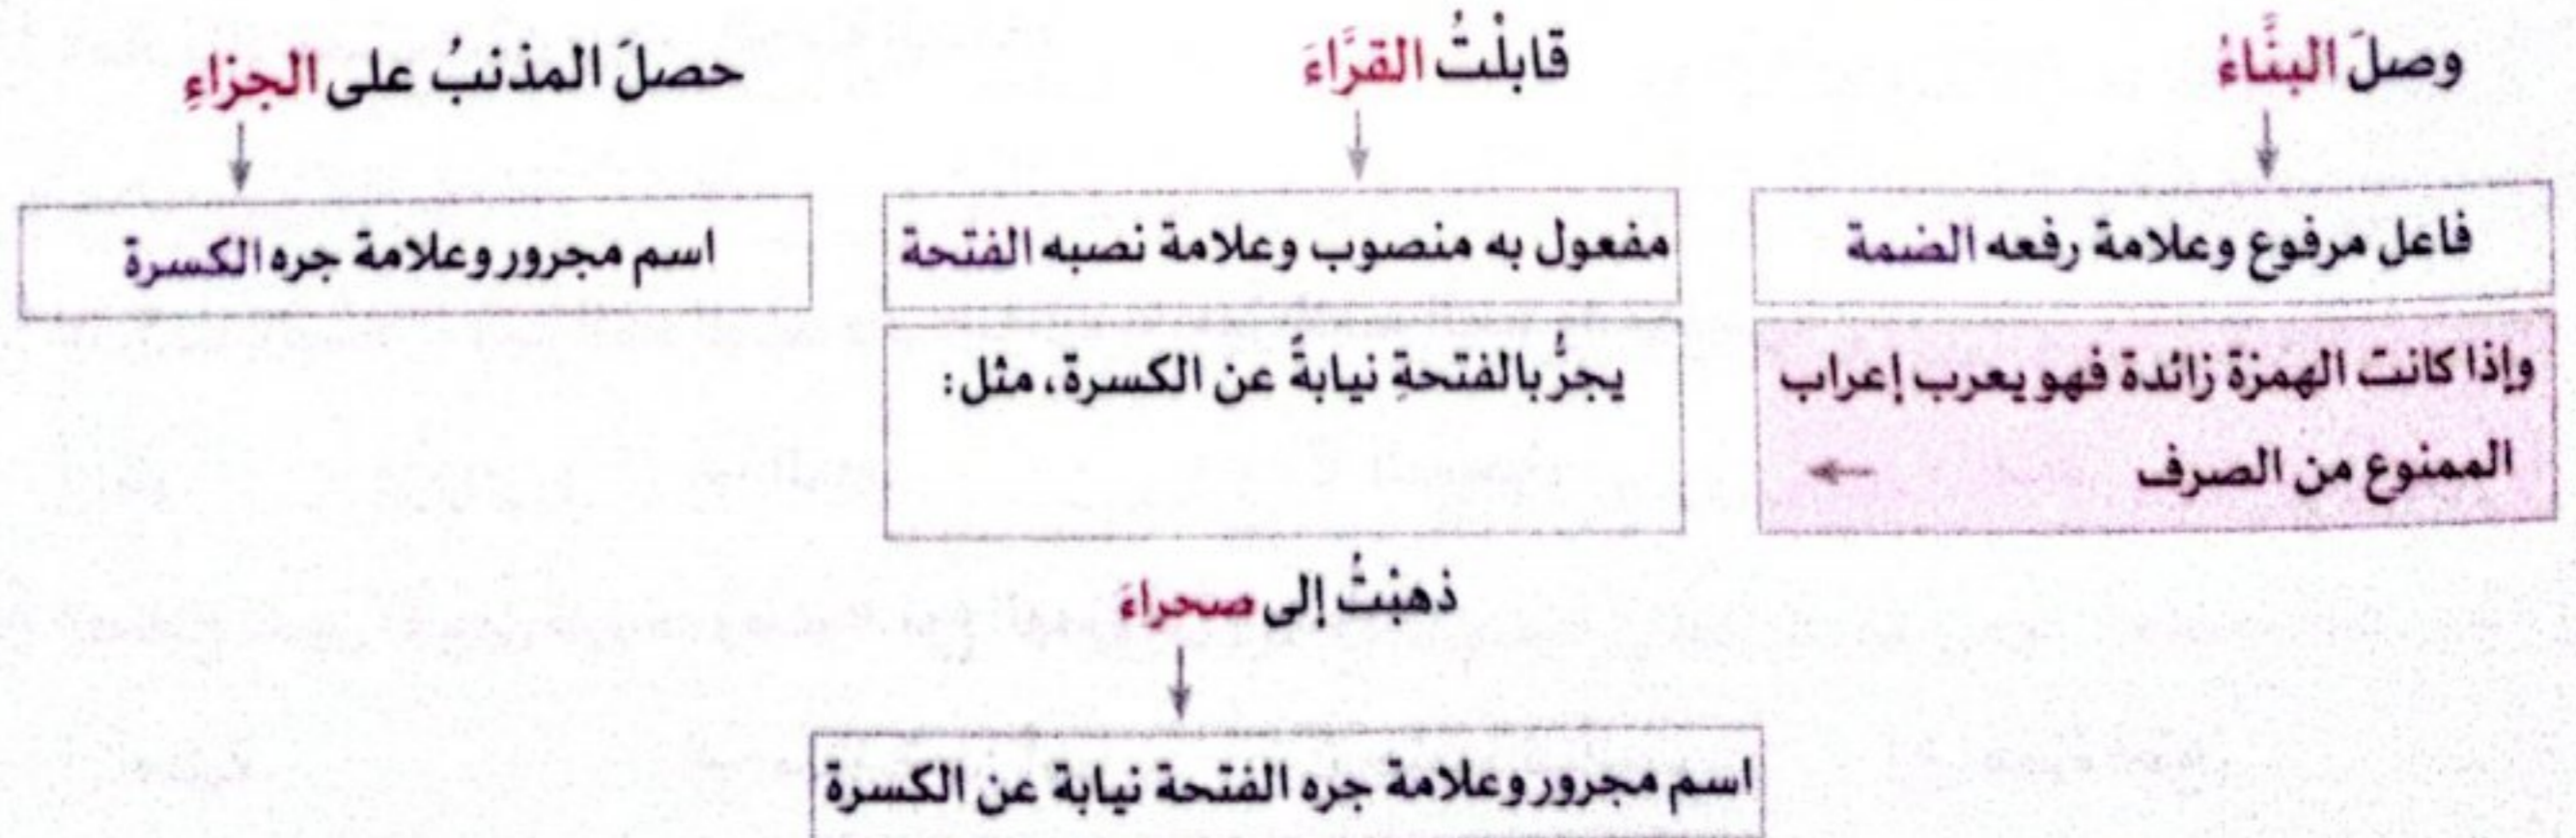 وصلَ البنَّاءُ
قابلْتُ القرَّاءَ
حصلَ المذنبُ على الجزاءِ
فاعل مرفوع وعلامة رفعه الضمة
مفعول به منصوب وعلامة نصبه الفتحة
اسم مجرور وعلامة جره الكسرة
وإذا كانت الهمزة زائدة فهو يعرب إعراب
الممنوع من الصرف
يجرُّ بالفتحةِ نيابةً عن الكسرة، مثل:
ذهبْتُ إلى صحراءَ
اسم مجرور وعلامة جره الفتحة نيابة عن الكسرة